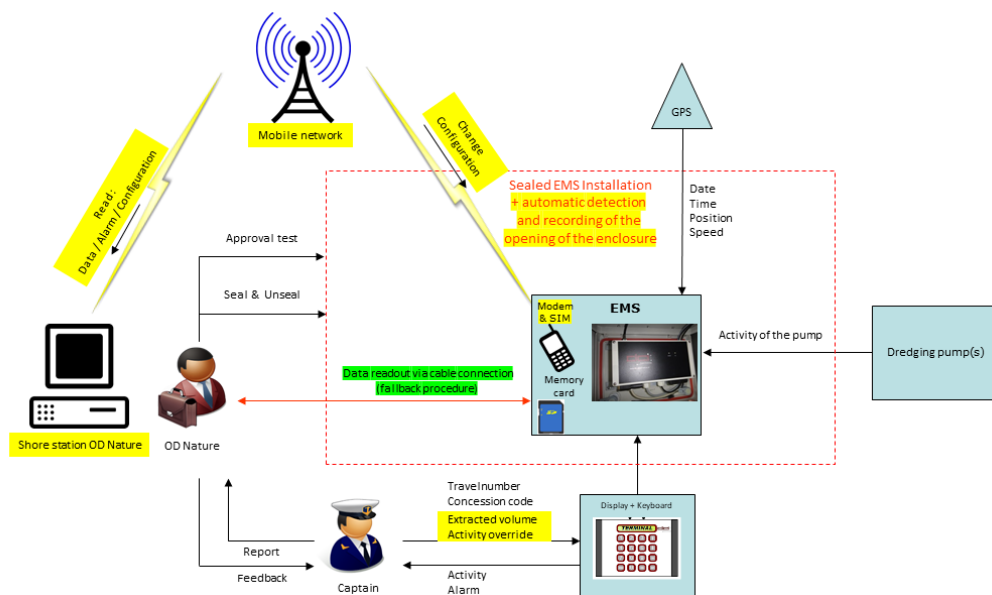 Mobile network
Read :
Data / Alarm / Configuration
Change
Configuration
GPS
Date
Time
Position
Speed
Sealed EMS Installation
+ automatic detection
and recording of the
opening of the enclosure
Approval test
Seal & Unseal
Modem
& SIM
EMS
Memory
card
Activity of the pump
Dredging pump(s)
Data readout via cable connection
(fallback procedure)
Shore station OD Nature
OD Nature
Travelnumber
Concession code
Extracted volume
Activity override
Display + Keyboard
TERMINAL
Report
Feedback
Captain
Activity
Alarm